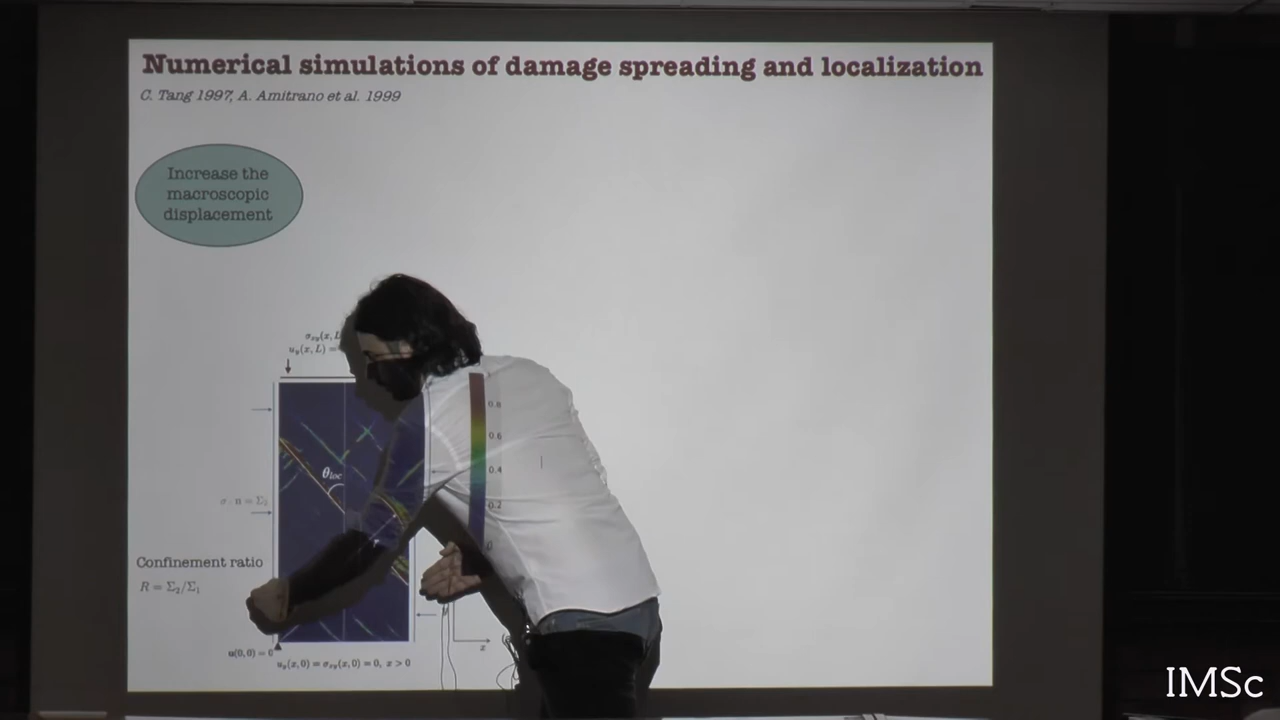 Numerical simulations of damage spreading and localization
C. Tang 1997, A. Amitrano et al. 1999
Increase the
macroscopic
displacement
σxy(x, L
uy(x, L) =
0.8
0.6
θloc
0.4
σ · n = Σ2
0.2
0
Confinement ratio
R = Σ2/Σ1
x
u(0,0) = 0
uy(x,0) = σxy(x,0) = 0, x > 0
IMSc